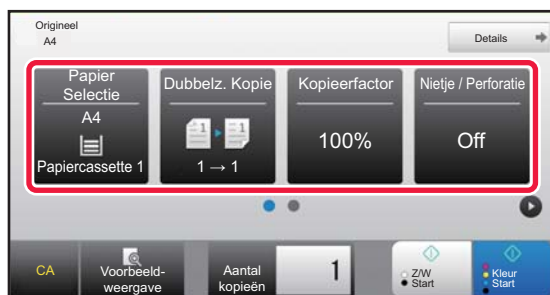 Origineel
A4
Details
Papier
Selectie
A4
Papiercassette 1
Dubbelz. Kopie
1 → 1
Kopieerfactor
100%
Nietje / Perforatie
Off
CA
Voorbeeld-
weergave
Aantal
kopieën
1
Z/W
Start
Kleur
Start